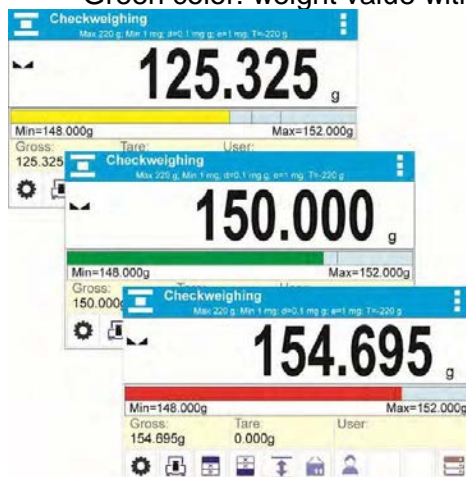 Green color: weight value with
Checkweighing
Max 220 g; Min 1 mg; d=0.1 mg g; e=1 mg; T=-220 g
125.325 g
Min=148.000g Max=152.000g
Gross: Tare: User:
125.325
Checkweighing
Max 220 g; Min 1 mg; d=0.1 mg g; e=1 mg; T=-220 g
150.000 g
Min=148.000g Max=152.000g
Gross:
150.000g
Checkweighing
Max 220 g; Min 1 mg; d=0.1 mg g; e=1 mg; T=-220 g
154.695 g
Min=148.000g Max=152.000g
Gross: Tare: User:
154.695g 0.000g